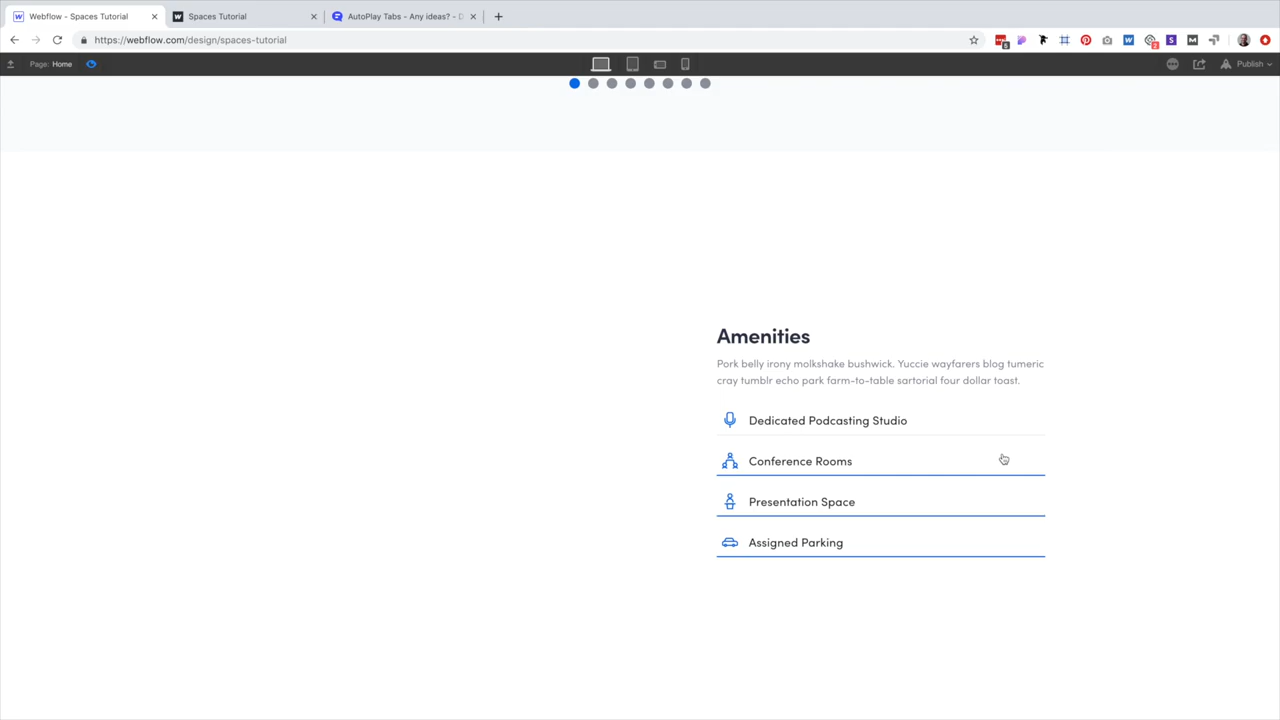 Webflow - Spaces Tutorial
Spaces Tutorial
AutoPlay Tabs - Any ideas? - D
https://webflow.com/design/spaces-tutorial
Page: Home
Publish
Amenities
Pork belly irony molkshake bushwick. Yuccie wayfarers blog tumeric
cray tumblr echo park farm-to-table sartorial four dollar toast.
Dedicated Podcasting Studio
Conference Rooms
Presentation Space
Assigned Parking